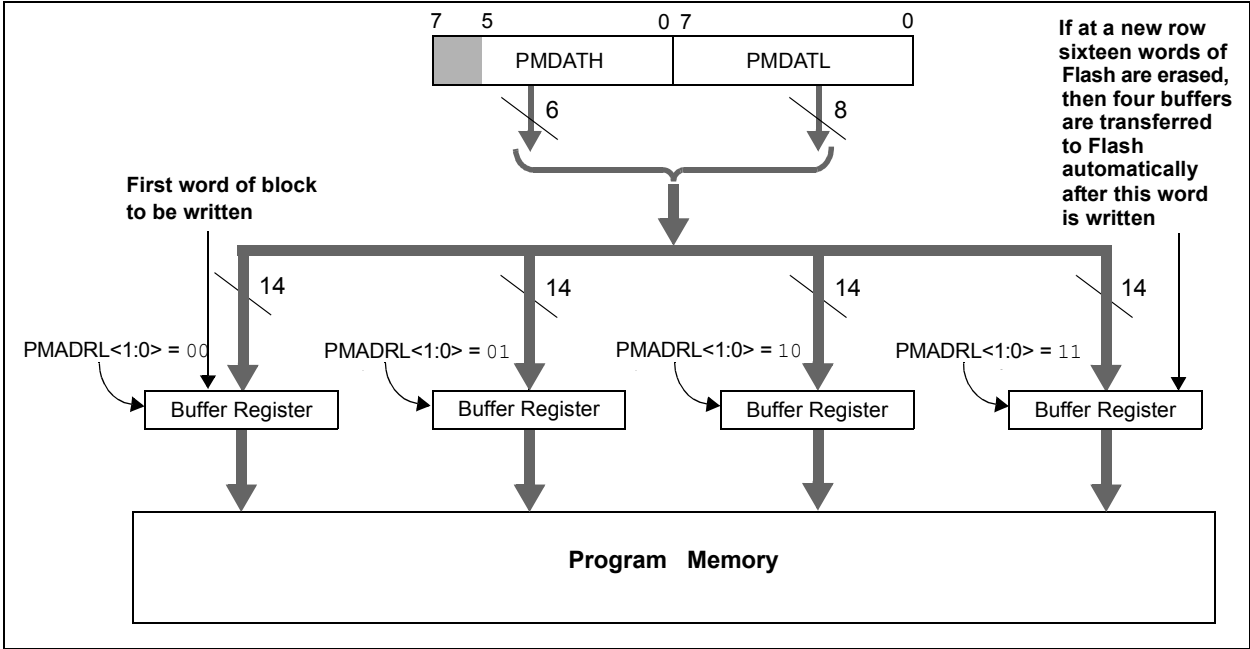 7 5 0 7 0
PMDATH PMDATL
6 8
If at a new row
sixteen words of
Flash are erased,
then four buffers
are transferred
to Flash
automatically
after this word
is written
First word of block
to be written
14 14 14 14
PMADRL<1:0> = 00 PMADRL<1:0> = 01 PMADRL<1:0> = 10 PMADRL<1:0> = 11
Buffer Register Buffer Register Buffer Register Buffer Register
Program Memory